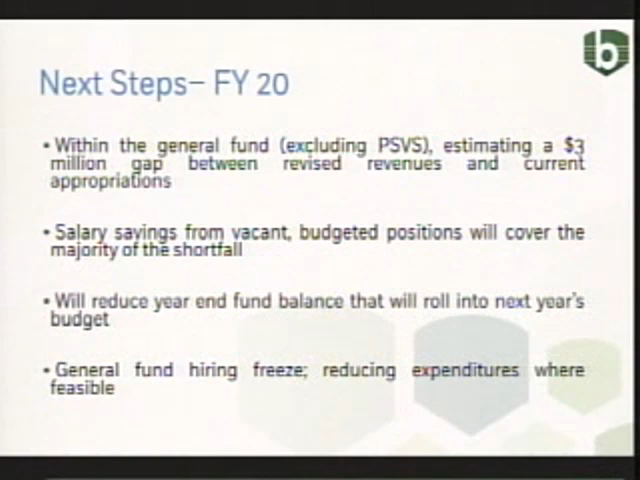 b
Next Steps– FY 20
• Within the general fund (excluding PSVS), estimating a $3
million gap between revised revenues and current
appropriations
• Salary savings from vacant, budgeted positions will cover the
majority of the shortfall
• Will reduce year end fund balance that will roll into next year's
budget
• General fund hiring freeze; reducing expenditures where
feasible